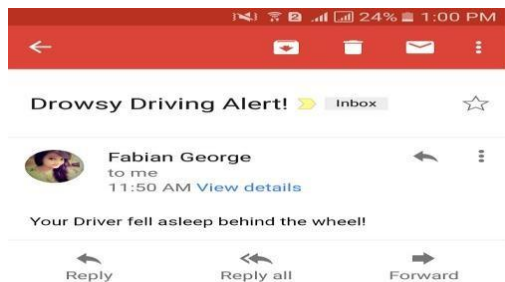 24% 1:00 PM
Drowsy Driving Alert! Inbox
Fabian George
to me
11:50 AM View details
Your Driver fell asleep behind the wheel!
Reply Reply all Forward